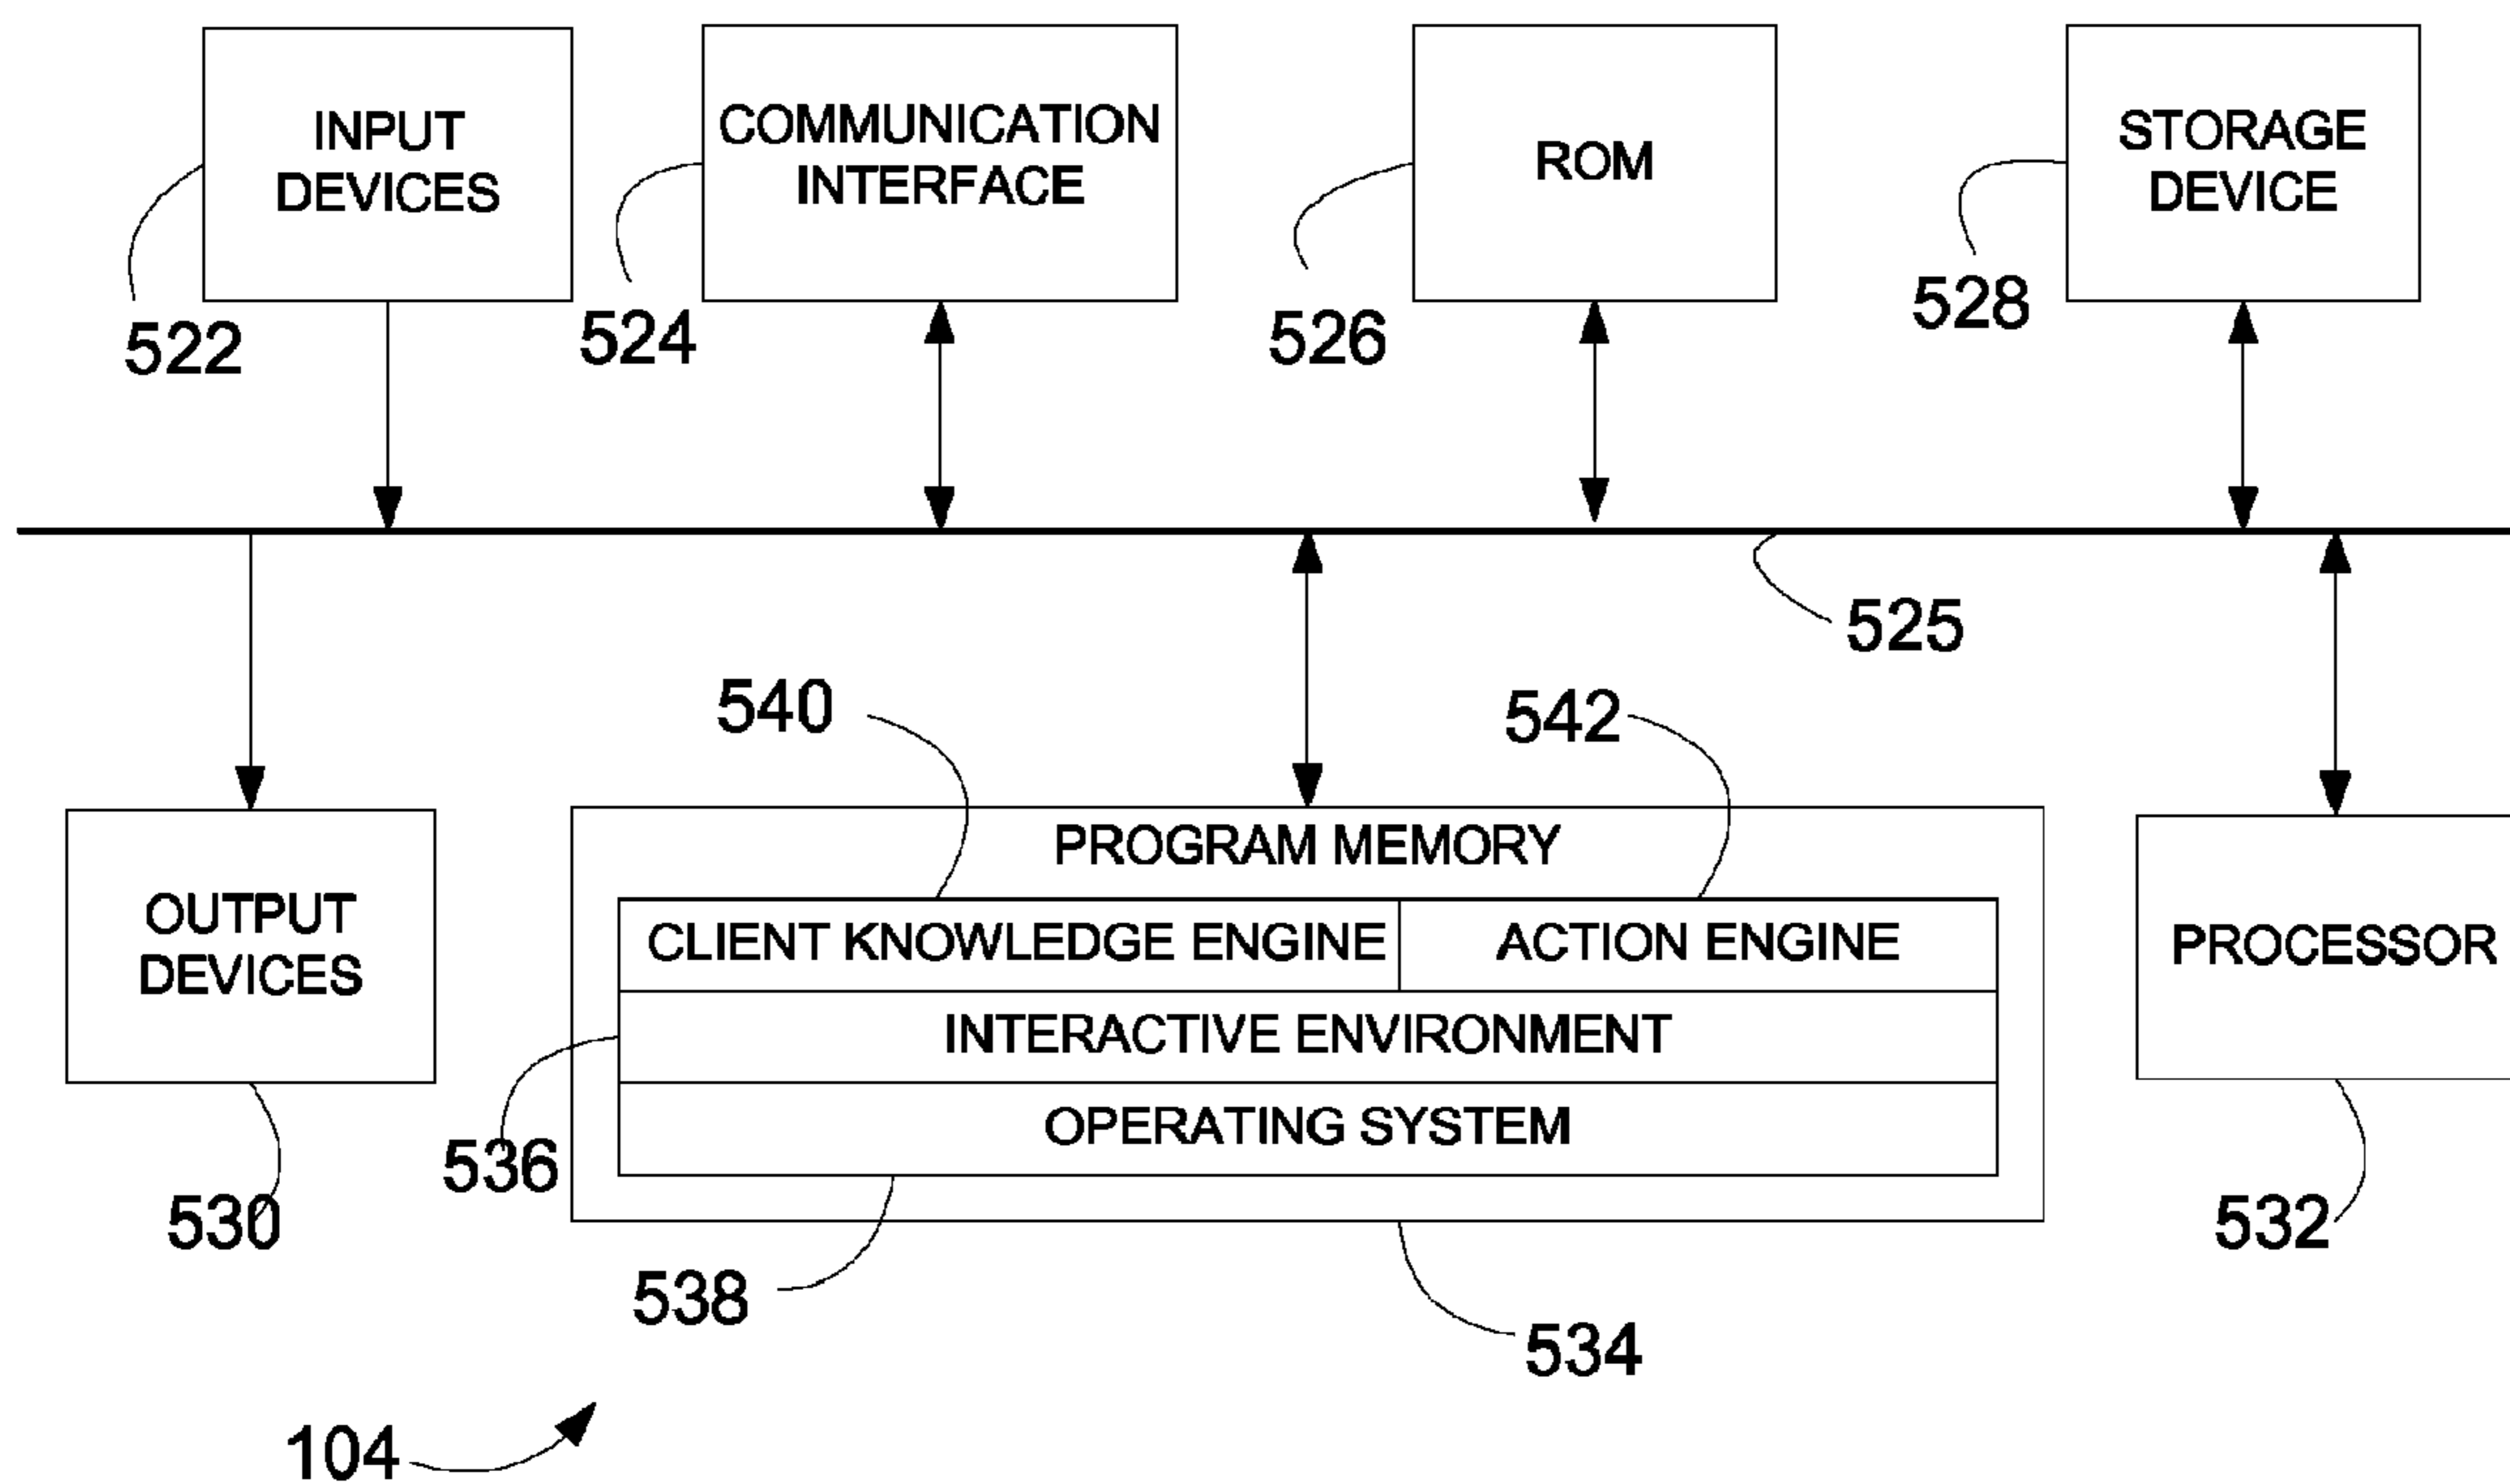 INPUT
DEVICES
COMMUNICATION
INTERFACE
ROM
STORAGE
DEVICE
522
524
526
528
525
540
542
PROGRAM MEMORY
OUTPUT
DEVICES
CLIENT KNOWLEDGE ENGINE
ACTION ENGINE
PROCESSOR
INTERACTIVE ENVIRONMENT
OPERATING SYSTEM
536
530
532
538
534
104